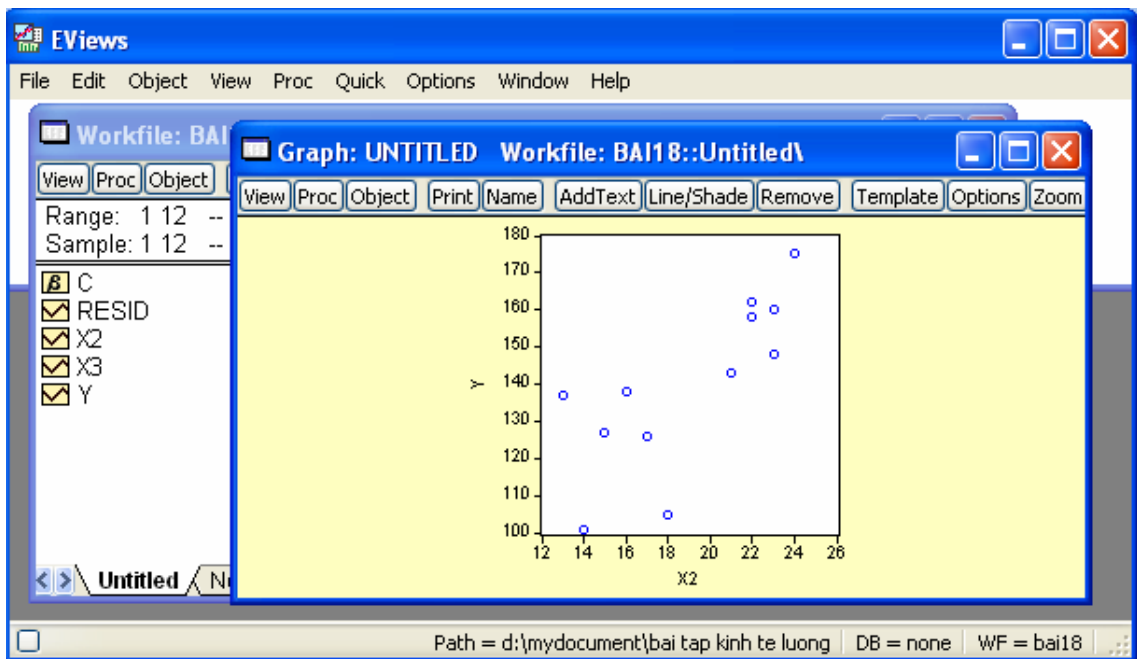 EViews
File Edit Object View Proc Quick Options Window Help
Workfile: BAI
View Proc Object
Range: 1 12 --
Sample: 1 12 --
C
RESID
X2
X3
Y
Untitled
Graph: UNTITLED Workfile: BAI18::Untitled\
View Proc Object Print Name AddText Line/Shade Remove Template Options Zoom
180
170
160
150
140
130
120
110
100
Y
12 14 16 18 20 22 24 26
X2
Path = d:\mydocument\bai tap kinh te luong DB = none WF = bai18